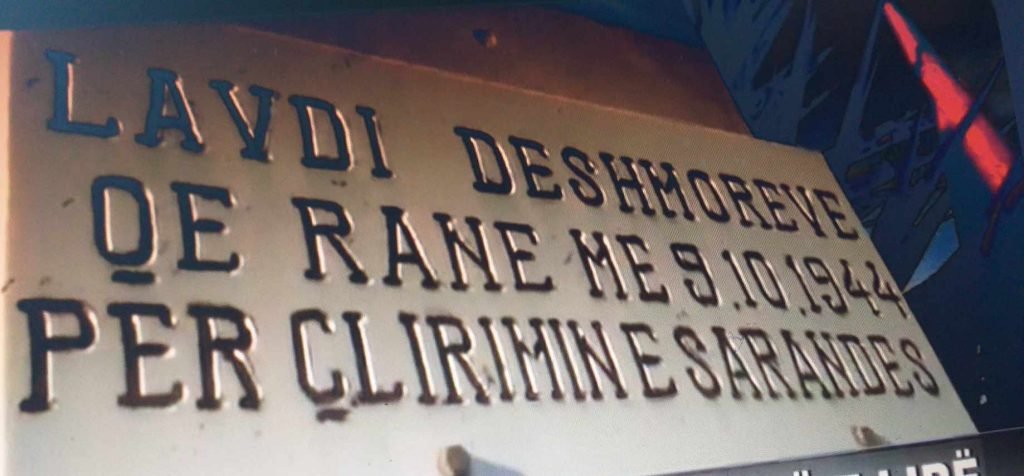 LAVDI DESHMOREVE
QE RANE ME 9.10.1944
PER ÇLIRIMIN E SARANDES